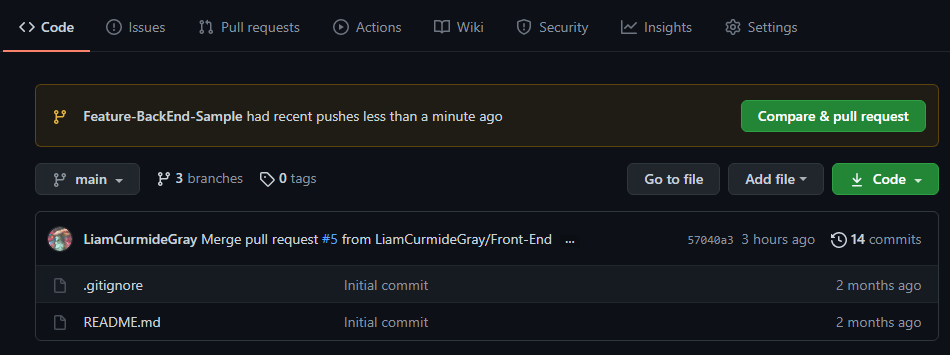 Code Issues Pull requests Actions Wiki Security Insights Settings
Feature-BackEnd-Sample had recent pushes less than a minute ago Compare & pull request
main 3 branches 0 tags Go to file Add file Code
LiamCurmideGray Merge pull request #5 from LiamCurmideGray/Front-End ... 57040a3 3 hours ago 14 commits
.gitignore Initial commit 2 months ago
README.md Initial commit 2 months ago